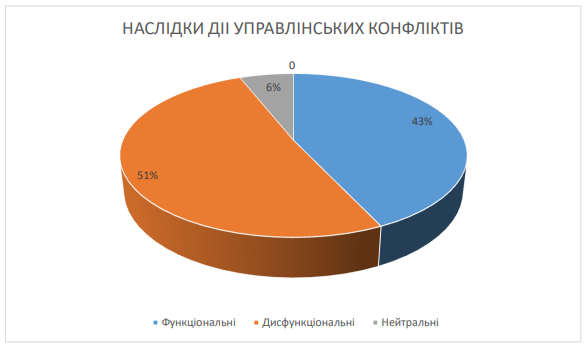 НАСЛІДКИ ДІЇ УПРАВЛІНСЬКИХ КОНФЛІКТІВ
0
6%
43%
51%
Функціональні Дисфункціональні Нейтральні